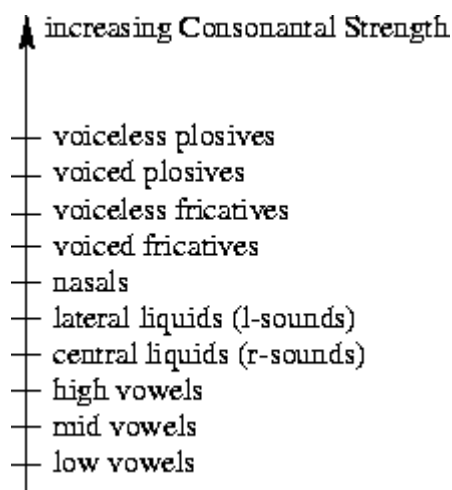 increasing Consonantal Strength
voiceless plosives
voiced plosives
voiceless fricatives
voiced fricatives
nasals
lateral liquids (l-sounds)
central liquids (r-sounds)
high vowels
mid vowels
low vowels